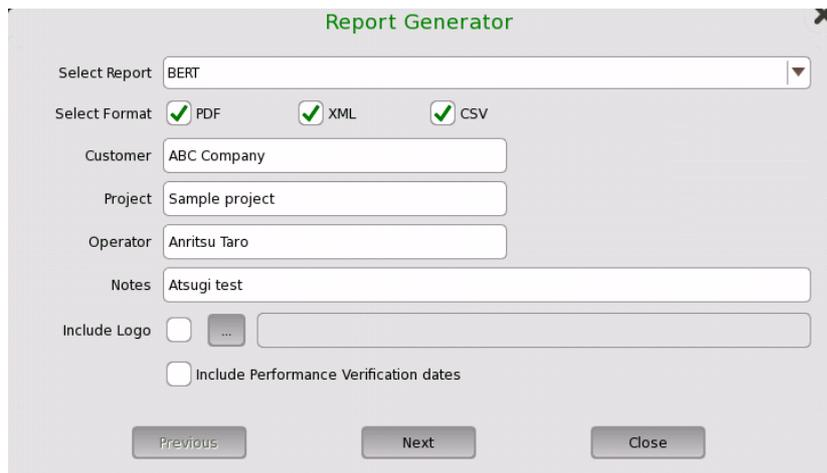 Report Generator
Select Report BERT
Select Format PDF XML CSV
Customer ABC Company
Project Sample project
Operator Anritsu Taro
Notes Atsugi test
Include Logo ...
Include Performance Verification dates
Previous Next Close